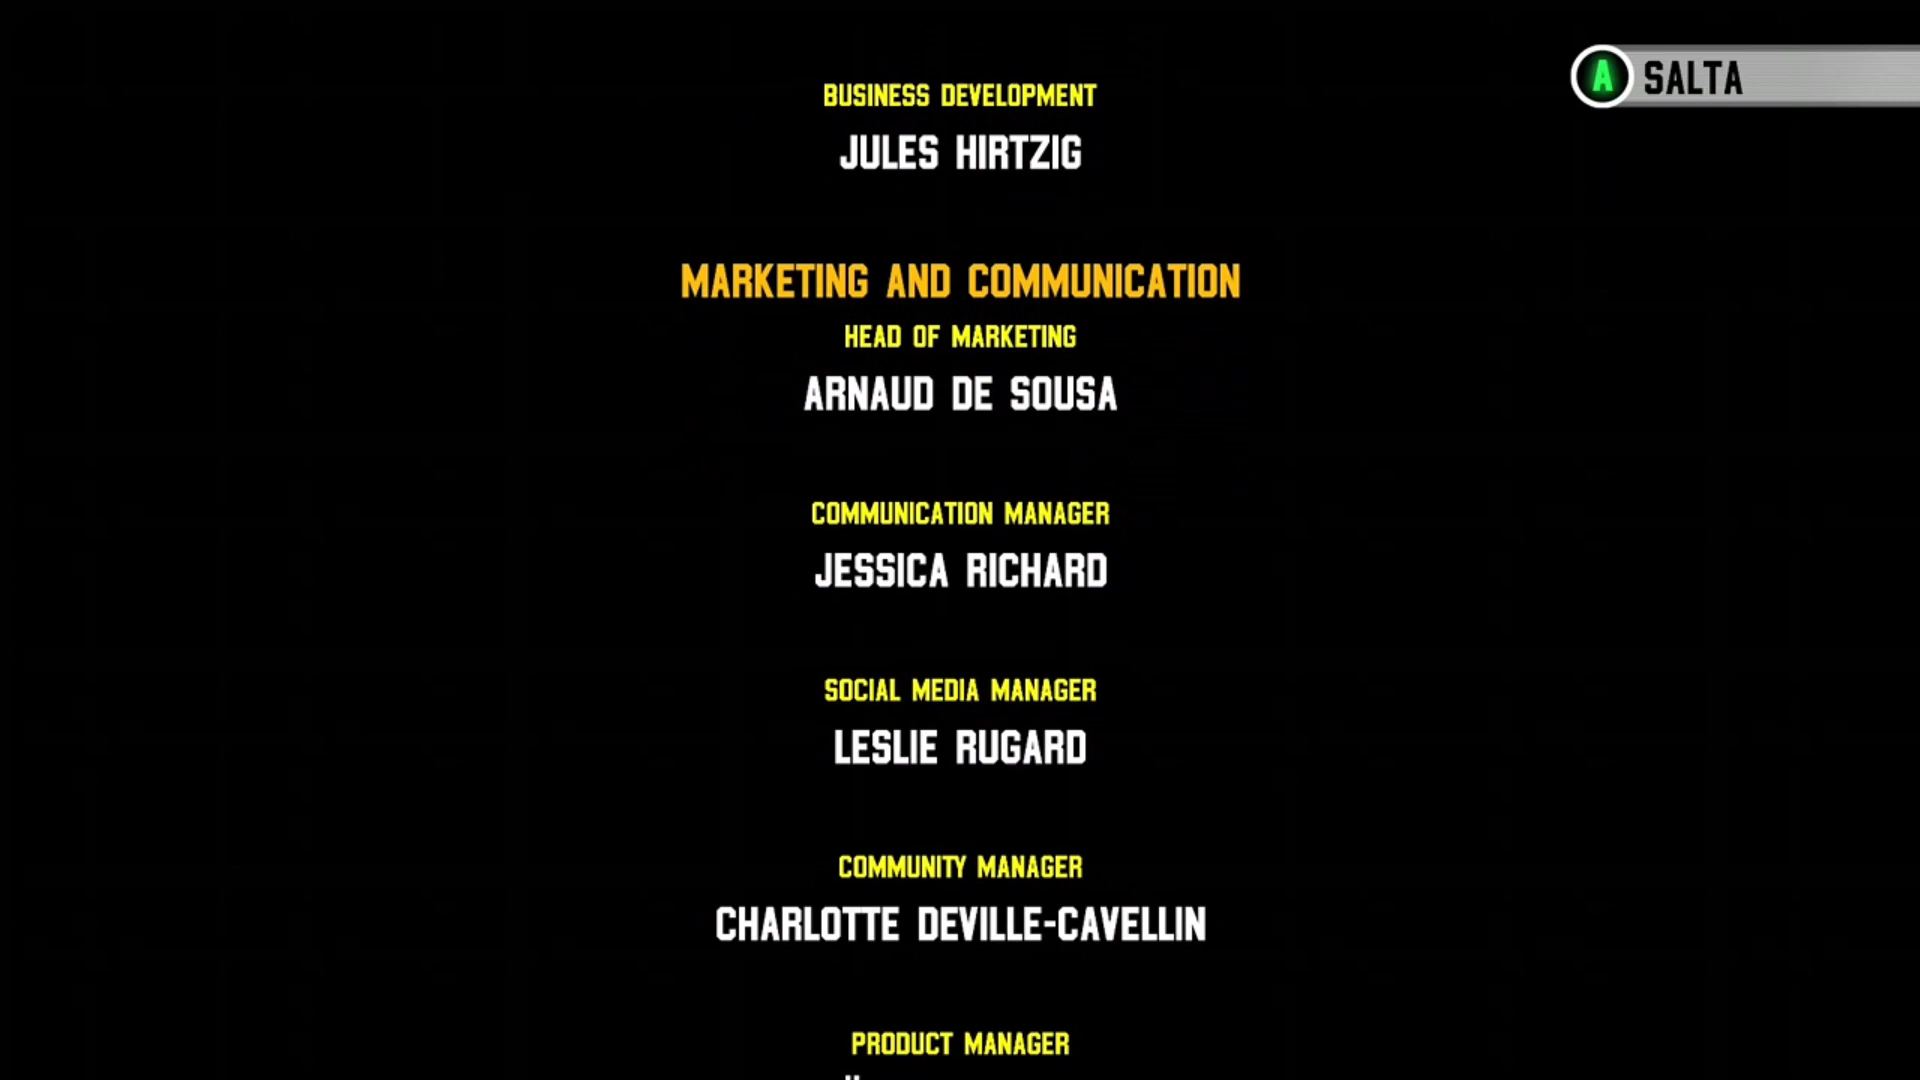 A SALTA
BUSINESS DEVELOPMENT
JULES HIRTZIG
MARKETING AND COMMUNICATION
HEAD OF MARKETING
ARNAUD DE SOUSA
COMMUNICATION MANAGER
JESSICA RICHARD
SOCIAL MEDIA MANAGER
LESLIE RUGARD
COMMUNITY MANAGER
CHARLOTTE DEVILLE-CAVELLIN
PRODUCT MANAGER